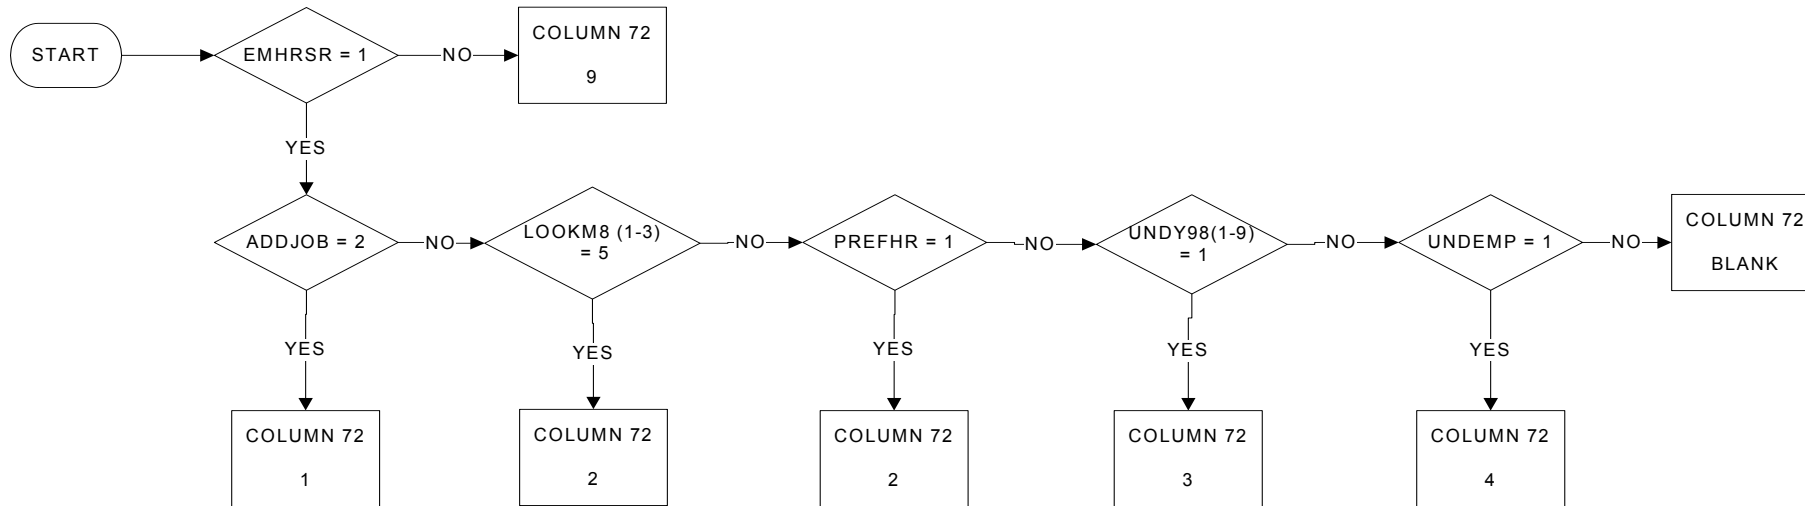 START
EMHRSR = 1
NO
COLUMN 72
9
YES
ADDJOB = 2
NO
LOOKM8 (1-3)
= 5
NO
PREFHR = 1
NO
UNDY98(1-9)
= 1
NO
UNDEMP = 1
NO
COLUMN 72
BLANK
YES
YES
YES
YES
YES
COLUMN 72
1
COLUMN 72
2
COLUMN 72
2
COLUMN 72
3
COLUMN 72
4